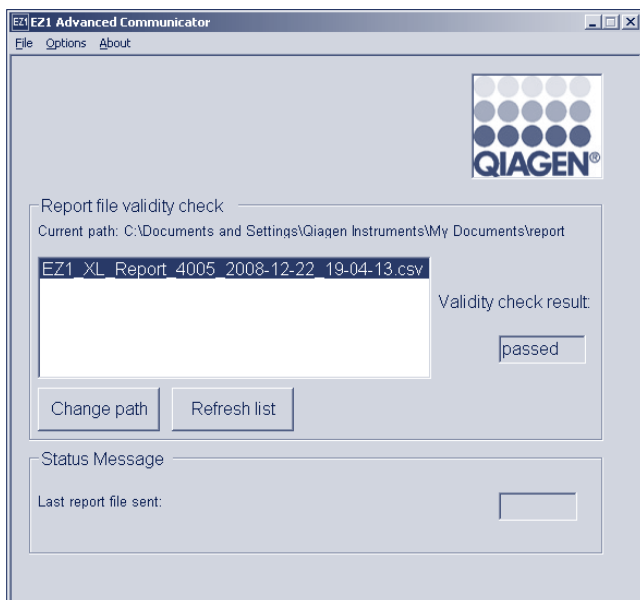 EZ1 EZ1 Advanced Communicator
File Options About
QIAGEN®
Report file validity check
Current path: C:\Documents and Settings\Qiagen Instruments\My Documents\report
EZ1_XL_Report_4005_2008-12-22_19-04-13.csv
Validity check result:
passed
Change path Refresh list
Status Message
Last report file sent: